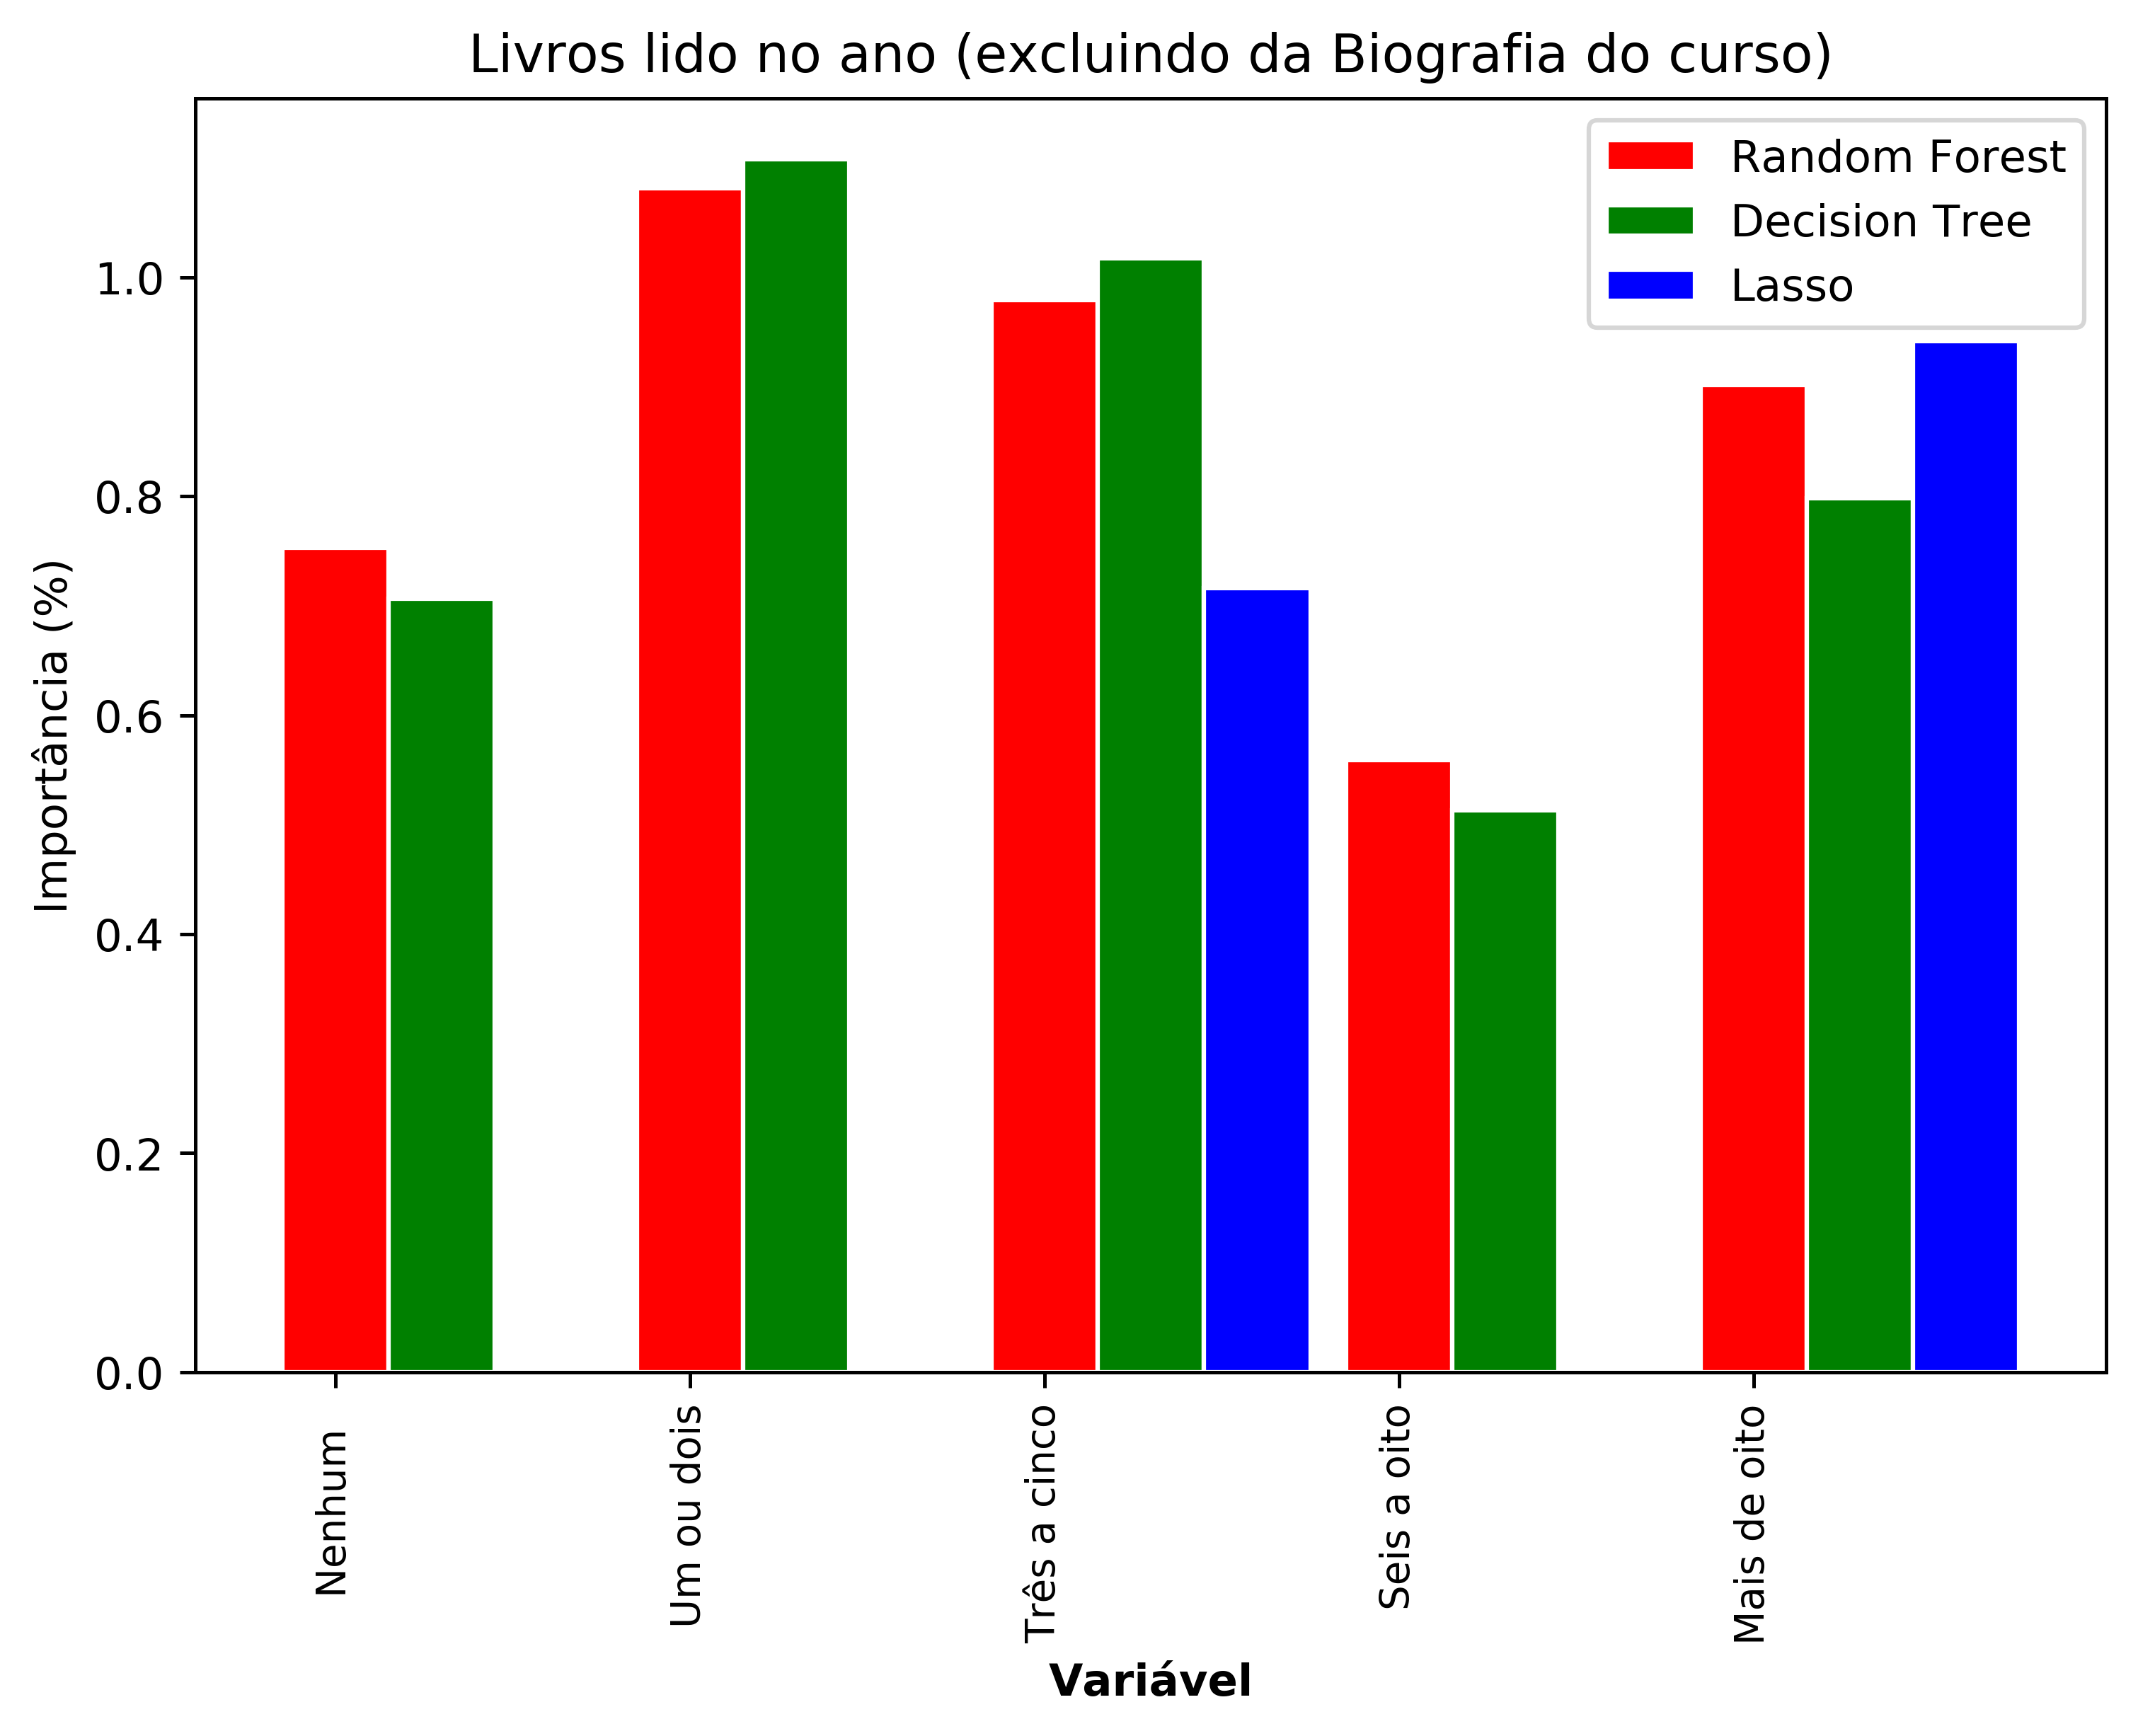 Livros lido no ano (excluindo da Biografia do curso)
Random Forest
Decision Tree
Lasso
Importância (%)
1.0
0.8
0.6
0.4
0.2
0.0
Nenhum
Um ou dois
Três a cinco
Seis a oito
Mais de oito
Variável